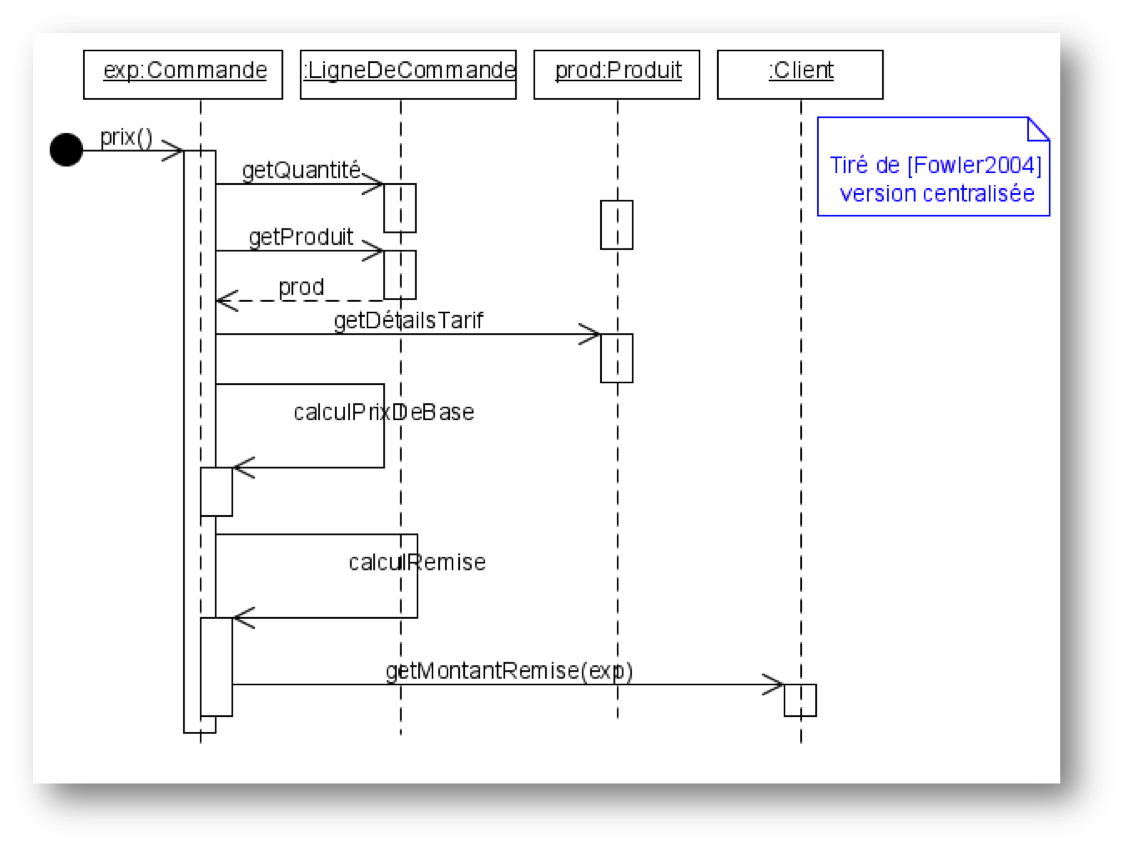 exp:Commande
:LigneDeCommande
prod:Produit
:Client
prix()
Tiré de [Fowler2004]
version centralisée
getQuantité
getProduit
prod
getDétailsTarif
calculPrixDeBase
calculRemise
getMontantRemise(exp)